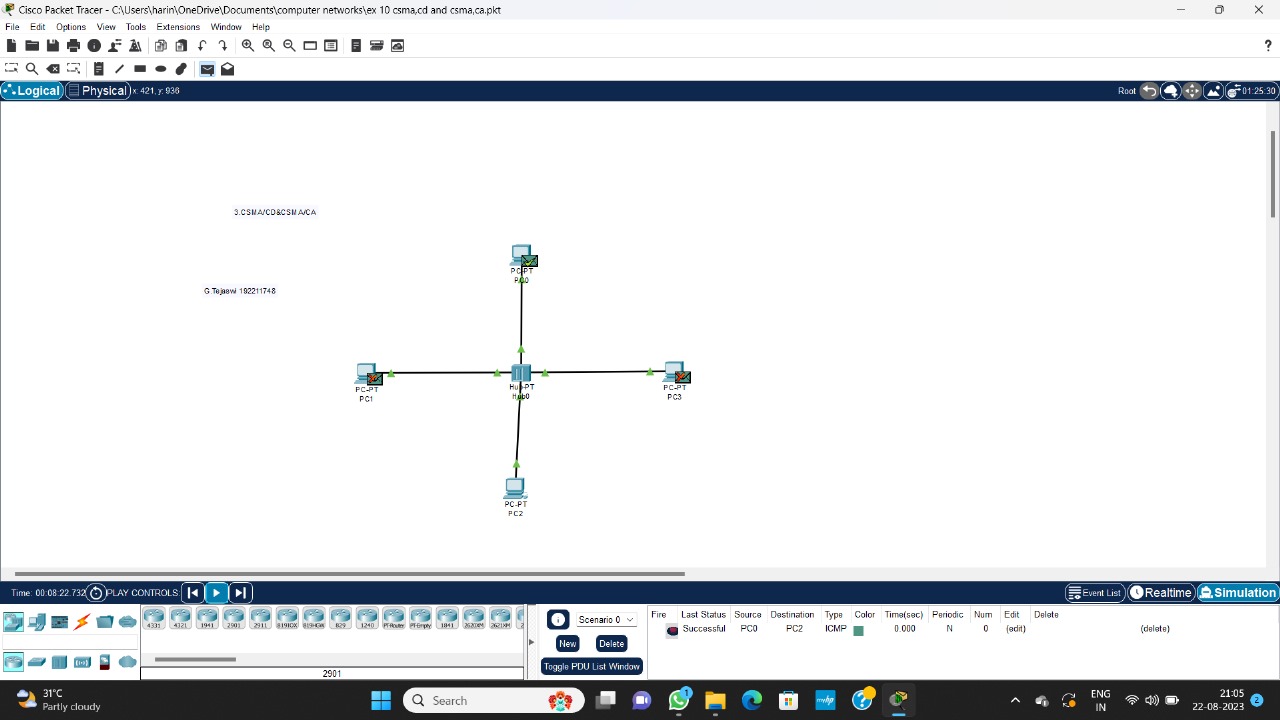 Cisco Packet Tracer - C:\Users\harin\OneDrive\Documents\computer networks\ex 10 csma,cd and csma,ca.pkt
File Edit Options View Tools Extensions Window Help
?
Logical Physical x: 421, y: 936 Root 01:25:30
3.CSMA/CD&CSMA/CA
PC-PT
PC0
G.Tejaswi 192211748
PC-PT
PC1
Hub-PT
Hub0
PC-PT
PC3
PC-PT
PC2
Time: 00:08:22.732 PLAY CONTROLS: Event List Realtime Simulation
4331 4321 1941 2901 2911 819IOX 819HGW 829 1240 PT-Router PT-Empty 1841 2620XM 2621XM 2
2901
Scenario 0
New Delete
Toggle PDU List Window
Fire Last Status Source Destination Type Color Time(sec) Periodic Num Edit Delete
Successful PC0 PC2 ICMP 0.000 N 0 (edit) (delete)
31°C
Partly cloudy
Search
1
ENG
IN
21:05
22-08-2023
2